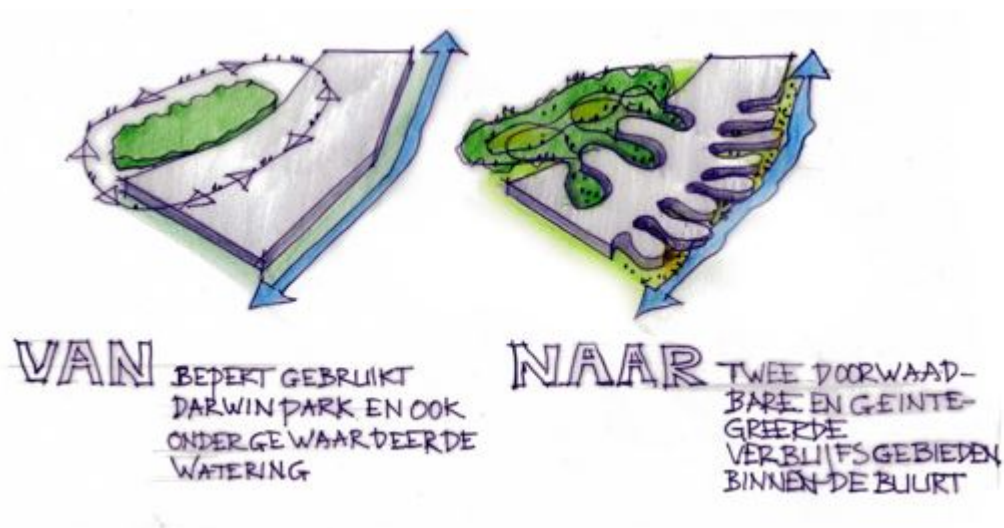 VAN
BEPERKT GEBRUIKT
DARWINPARK EN OOK
ONDERGEWAARDEERDE
WATERING
NAAR
TWEE DOORWAAD-
BARE EN GEINTE-
GREERDE
VERBLIJFSGEBIEDEN
BINNEN DE BUURT